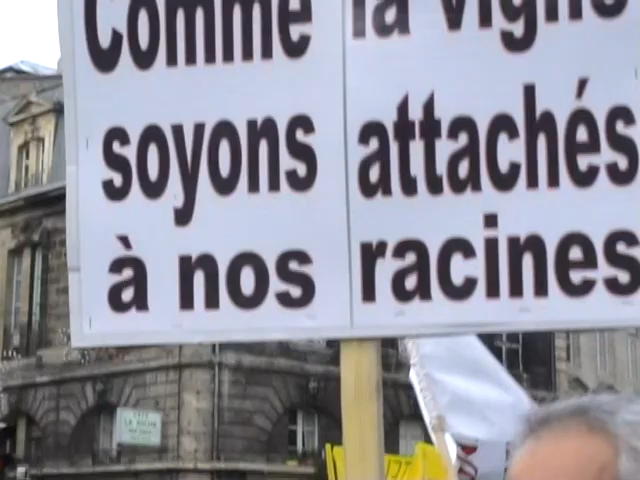 Comme la vigne
soyons attachés
à nos racines